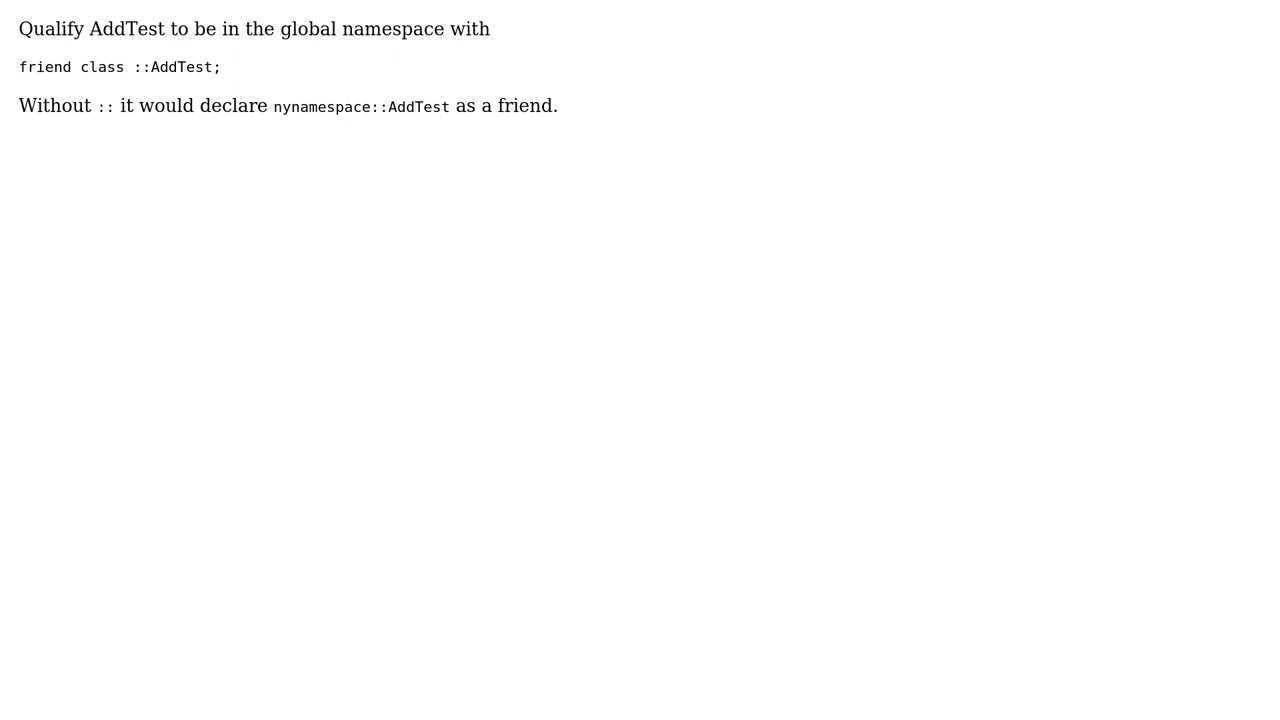 Qualify AddTest to be in the global namespace with
friend class ::AddTest;
Without :: it would declare nynamespace::AddTest as a friend.